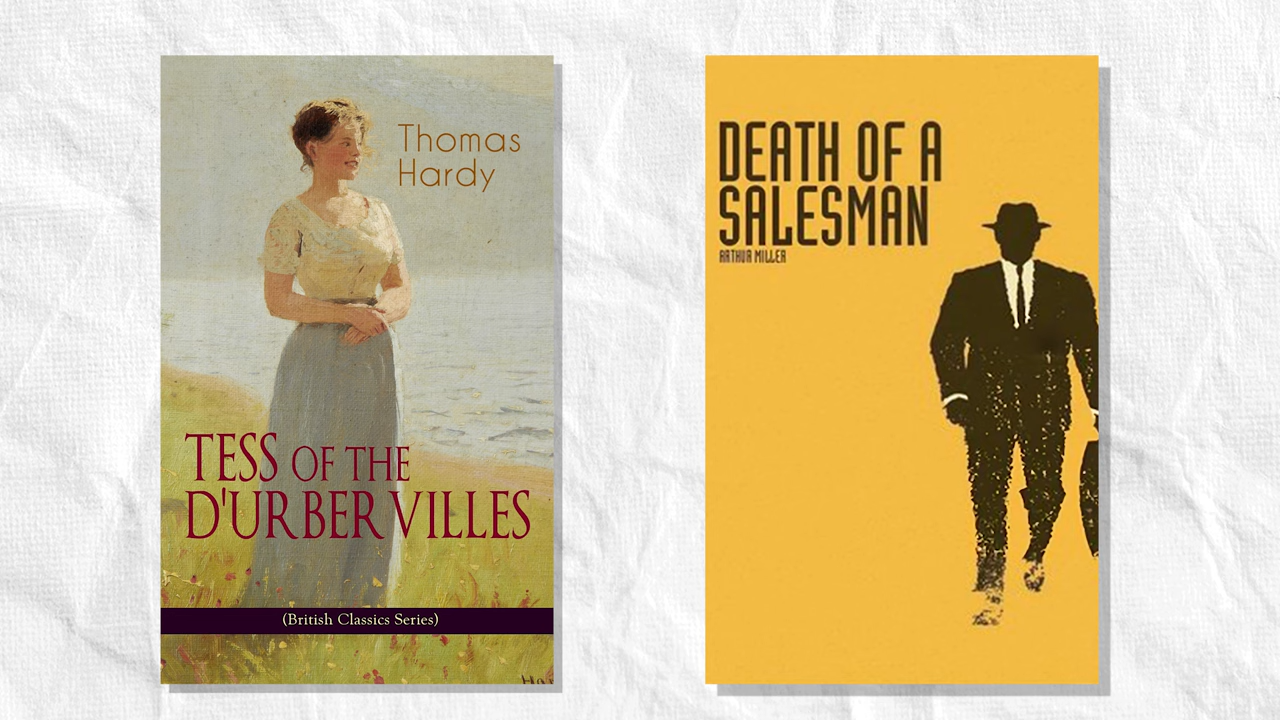 Thomas
Hardy
TESS OF THE
D'URBERVILLES
(British Classics Series)
DEATH OF A
SALESMAN
ARTHUR MILLER